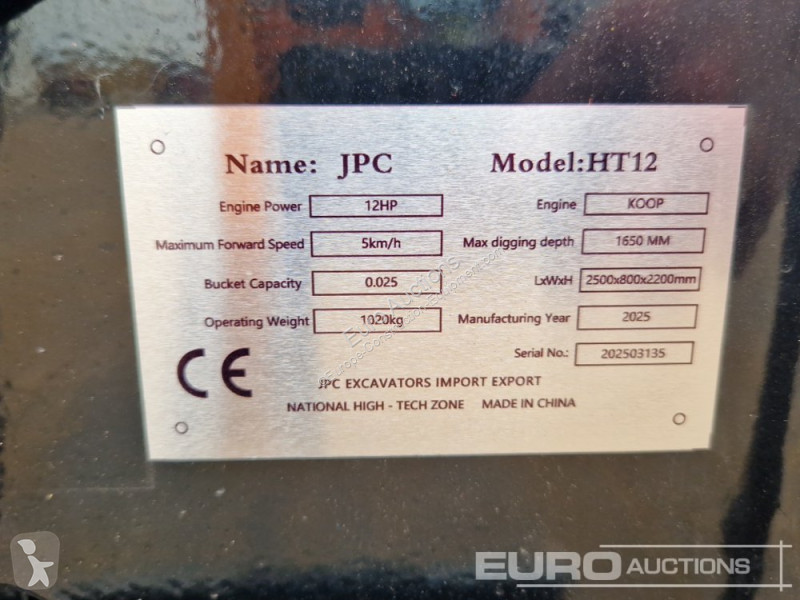 Name: JPC Model:HT12
Engine Power 12HP Engine KOOP
Maximum Forward Speed 5km/h Max digging depth 1650 MM
Bucket Capacity 0.025 LxWxH 2500x800x2200mm
Operating Weight 1020kg Manufacturing Year 2025
Serial No.: 202503135
CE
JPC EXCAVATORS IMPORT EXPORT
NATIONAL HIGH - TECH ZONE MADE IN CHINA
Euro Auctions
EURO AUCTIONS